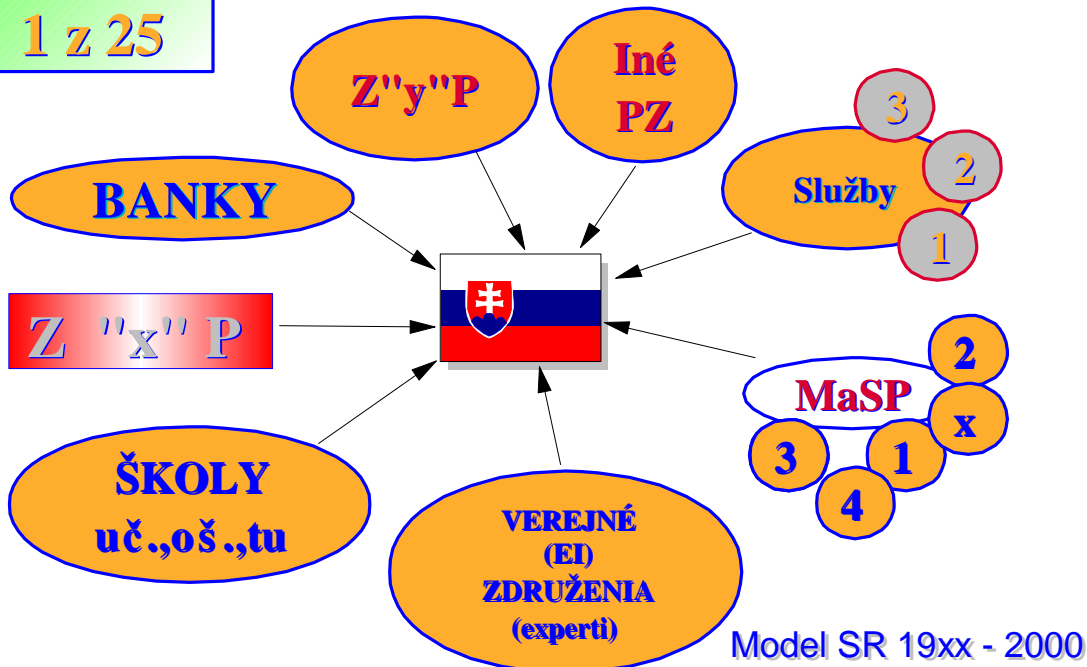 1 z 25
Z"y"P
Iné
PZ
3
2
1
Služby
BANKY
Z "x" P
MaSP
2
x
1
3
4
ŠKOLY
uč.,oš.,tu
VEREJNÉ
(EI)
ZDRUŽENIA
(experti)
Model SR 19xx - 2000